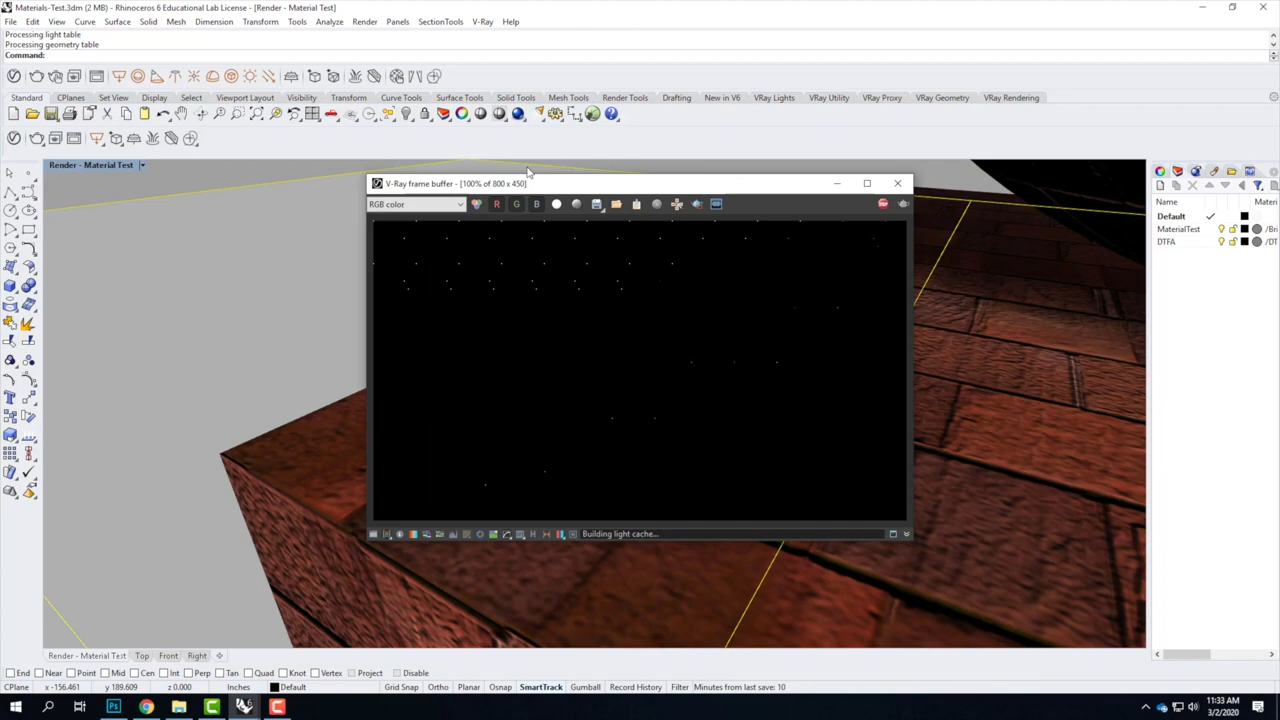 Materials-Test.3dm (2 MB) - Rhinoceros 6 Educational Lab License - [Render - Material Test]
File Edit View Curve Surface Solid Mesh Dimension Transform Tools Analyze Render Panels SectionTools V-Ray Help
Processing light table
Processing geometry table
Command:
Standard CPlanes Set View Display Select Viewport Layout Visibility Transform Curve Tools Surface Tools Solid Tools Mesh Tools Render Tools Drafting New in V6 VRay Lights VRay Utility VRay Proxy VRay Geometry VRay Rendering
Render - Material Test
V-Ray frame buffer - [100% of 800 x 450]
RGB color R G B STOP
Name Materi
Default
MaterialTest /Bri
DTFA /DT
Building light cache...
Render - Material Test Top Front Right
End Near Point Mid Cen Int Perp Tan Quad Knot Vertex Project Disable
CPlane x -156.461 y 189.609 z 0.000 Inches Default Grid Snap Ortho Planar Osnap SmartTrack Gumball Record History Filter Minutes from last save: 10
11:33 AM
3/2/2020